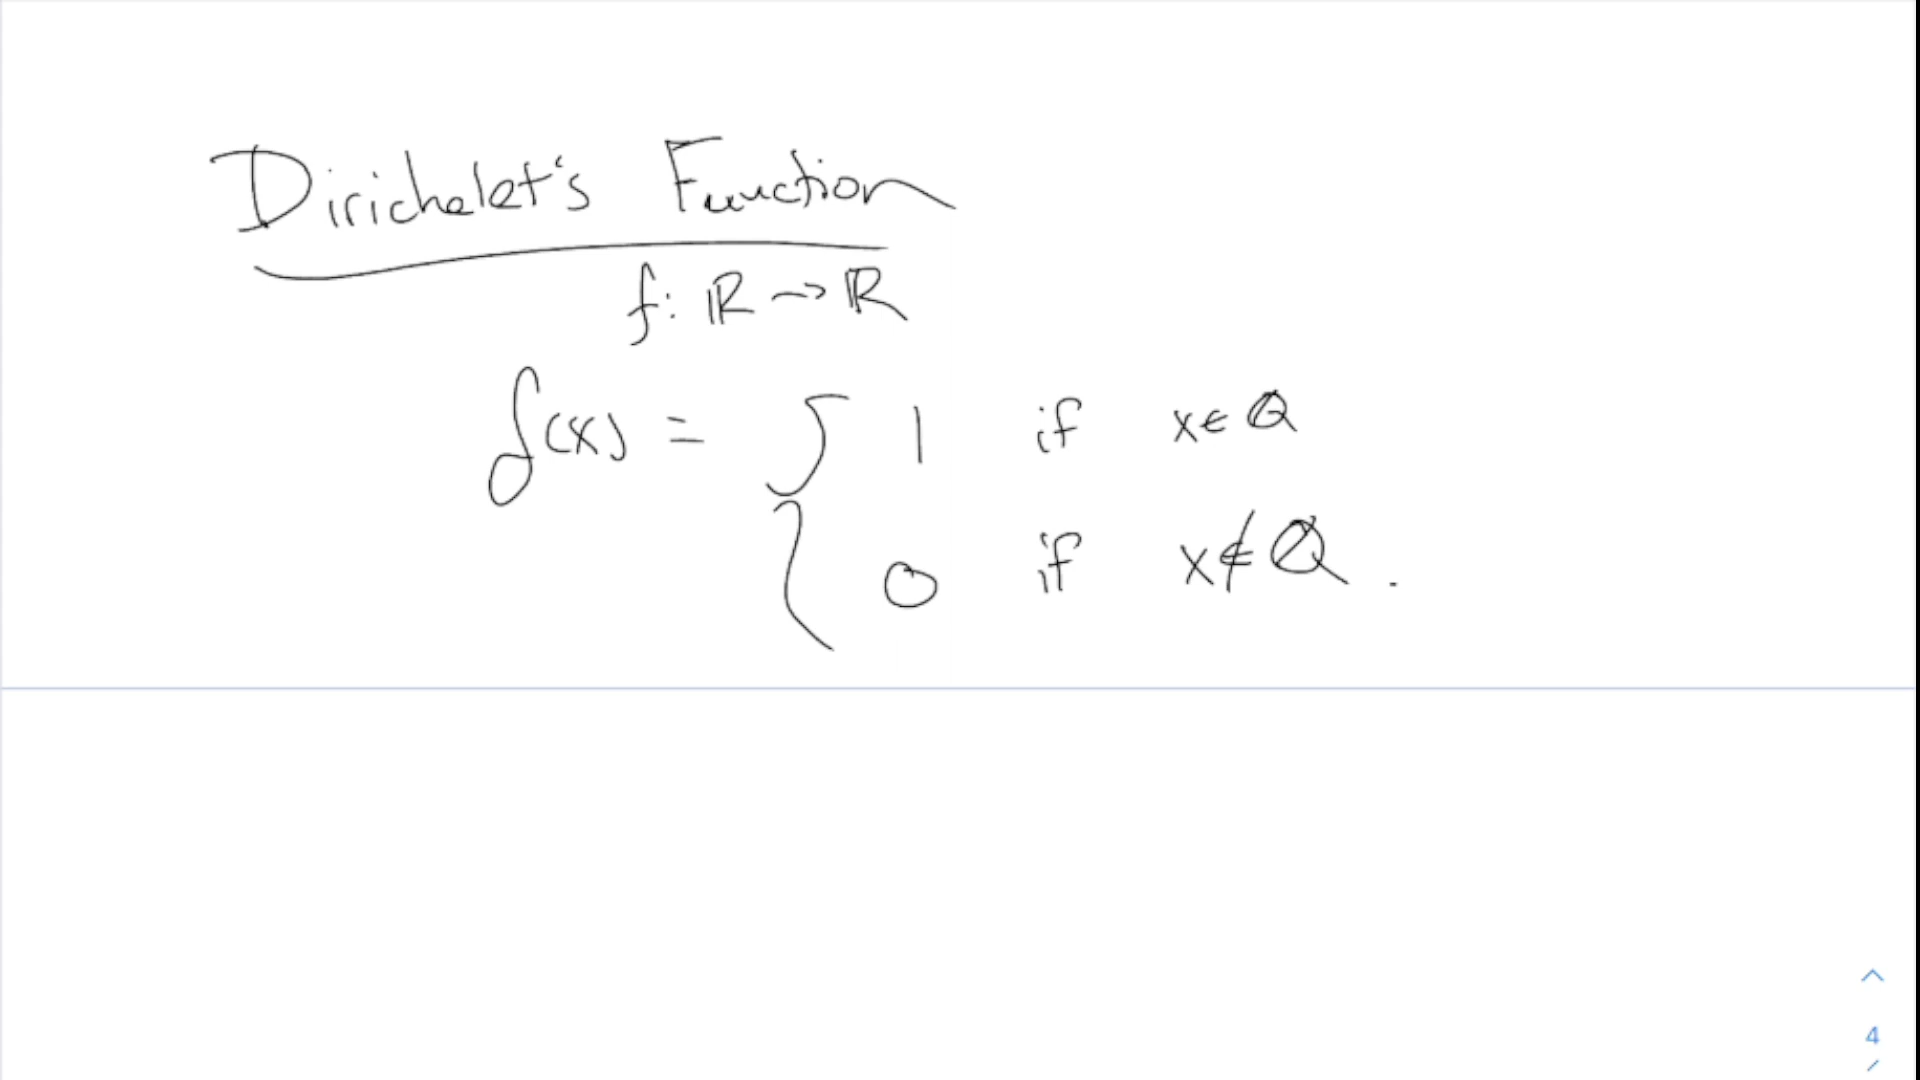 Dirichelet's Function
f: ℝ → ℝ
f(x) = { 1 if x ∈ ℚ
0 if x ∉ ℚ.
4